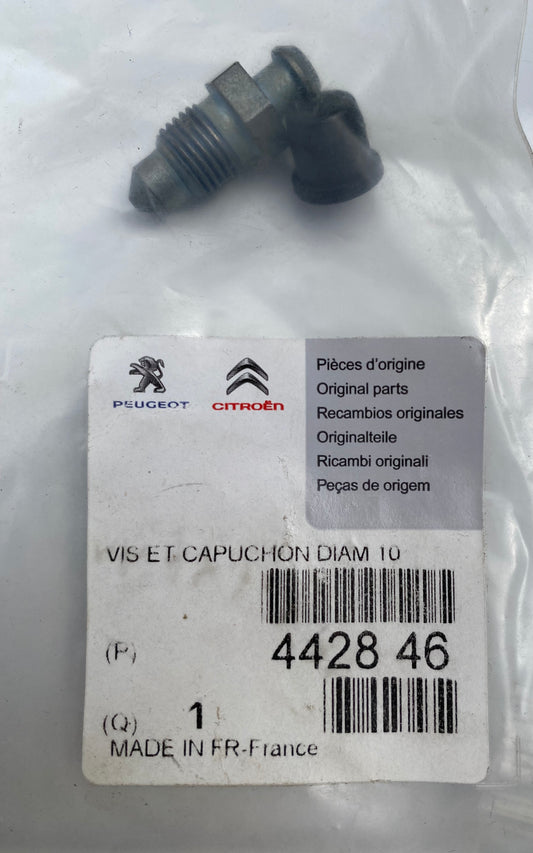 PEUGEOT CITROËN
Pièces d'origine
Original parts
Recambios originales
Originalteile
Ricambi originali
Peças de origem
VIS ET CAPUCHON DIAM 10
(P) 4428 46
(Q) 1
MADE IN FR-France